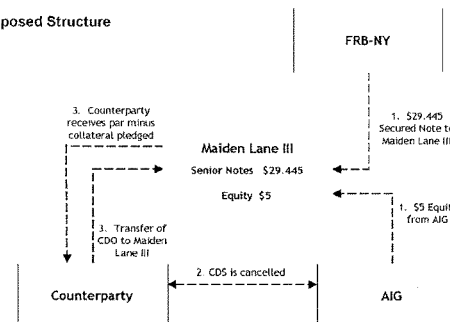 posed Structure
FRB-NY
3. Counterparty
receives par minus
collateral pledged
1. $29.445
Secured Note to
Maiden Lane III
Maiden Lane III
Senior Notes $29.445
Equity $5
3. Transfer of
CDO to Maiden
Lane III
1. $5 Equit
from AIG
2. CDS is cancelled
Counterparty
AIG